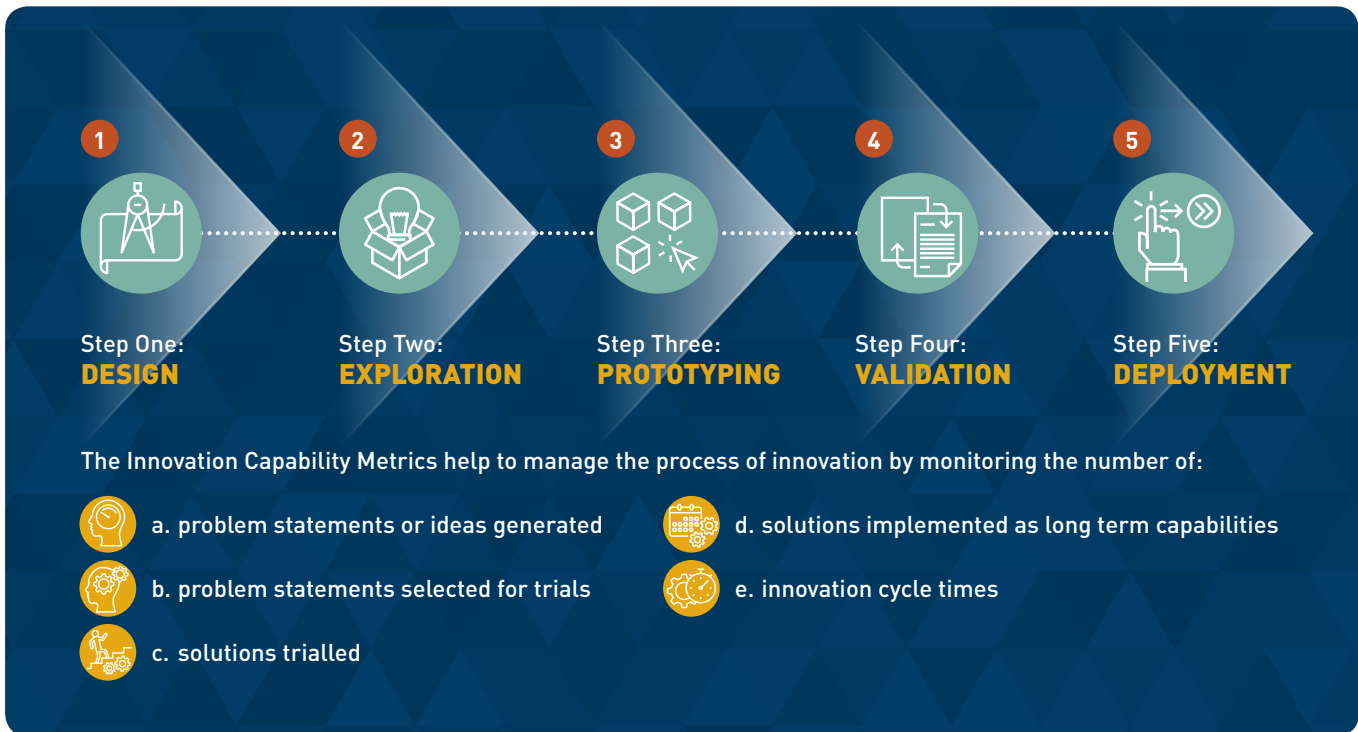 1
Step One:
DESIGN
2
Step Two:
EXPLORATION
3
Step Three:
PROTOTYPING
4
Step Four:
VALIDATION
5
Step Five:
DEPLOYMENT
The Innovation Capability Metrics help to manage the process of innovation by monitoring the number of:
a. problem statements or ideas generated
b. problem statements selected for trials
c. solutions trialled
d. solutions implemented as long term capabilities
e. innovation cycle times